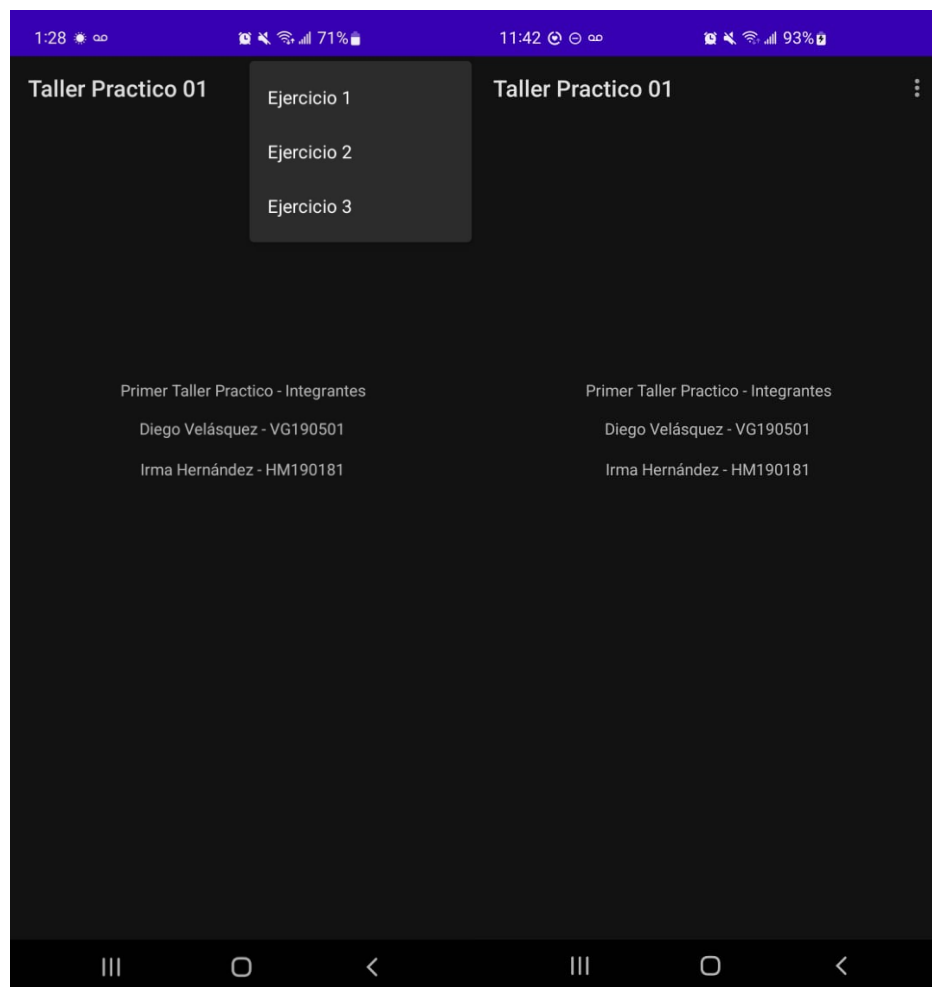 1:28 71%
Taller Practico 01
Ejercicio 1
Ejercicio 2
Ejercicio 3
Primer Taller Practico - Integrantes
Diego Velásquez - VG190501
Irma Hernández - HM190181
11:42 93%
Taller Practico 01
Primer Taller Practico - Integrantes
Diego Velásquez - VG190501
Irma Hernández - HM190181